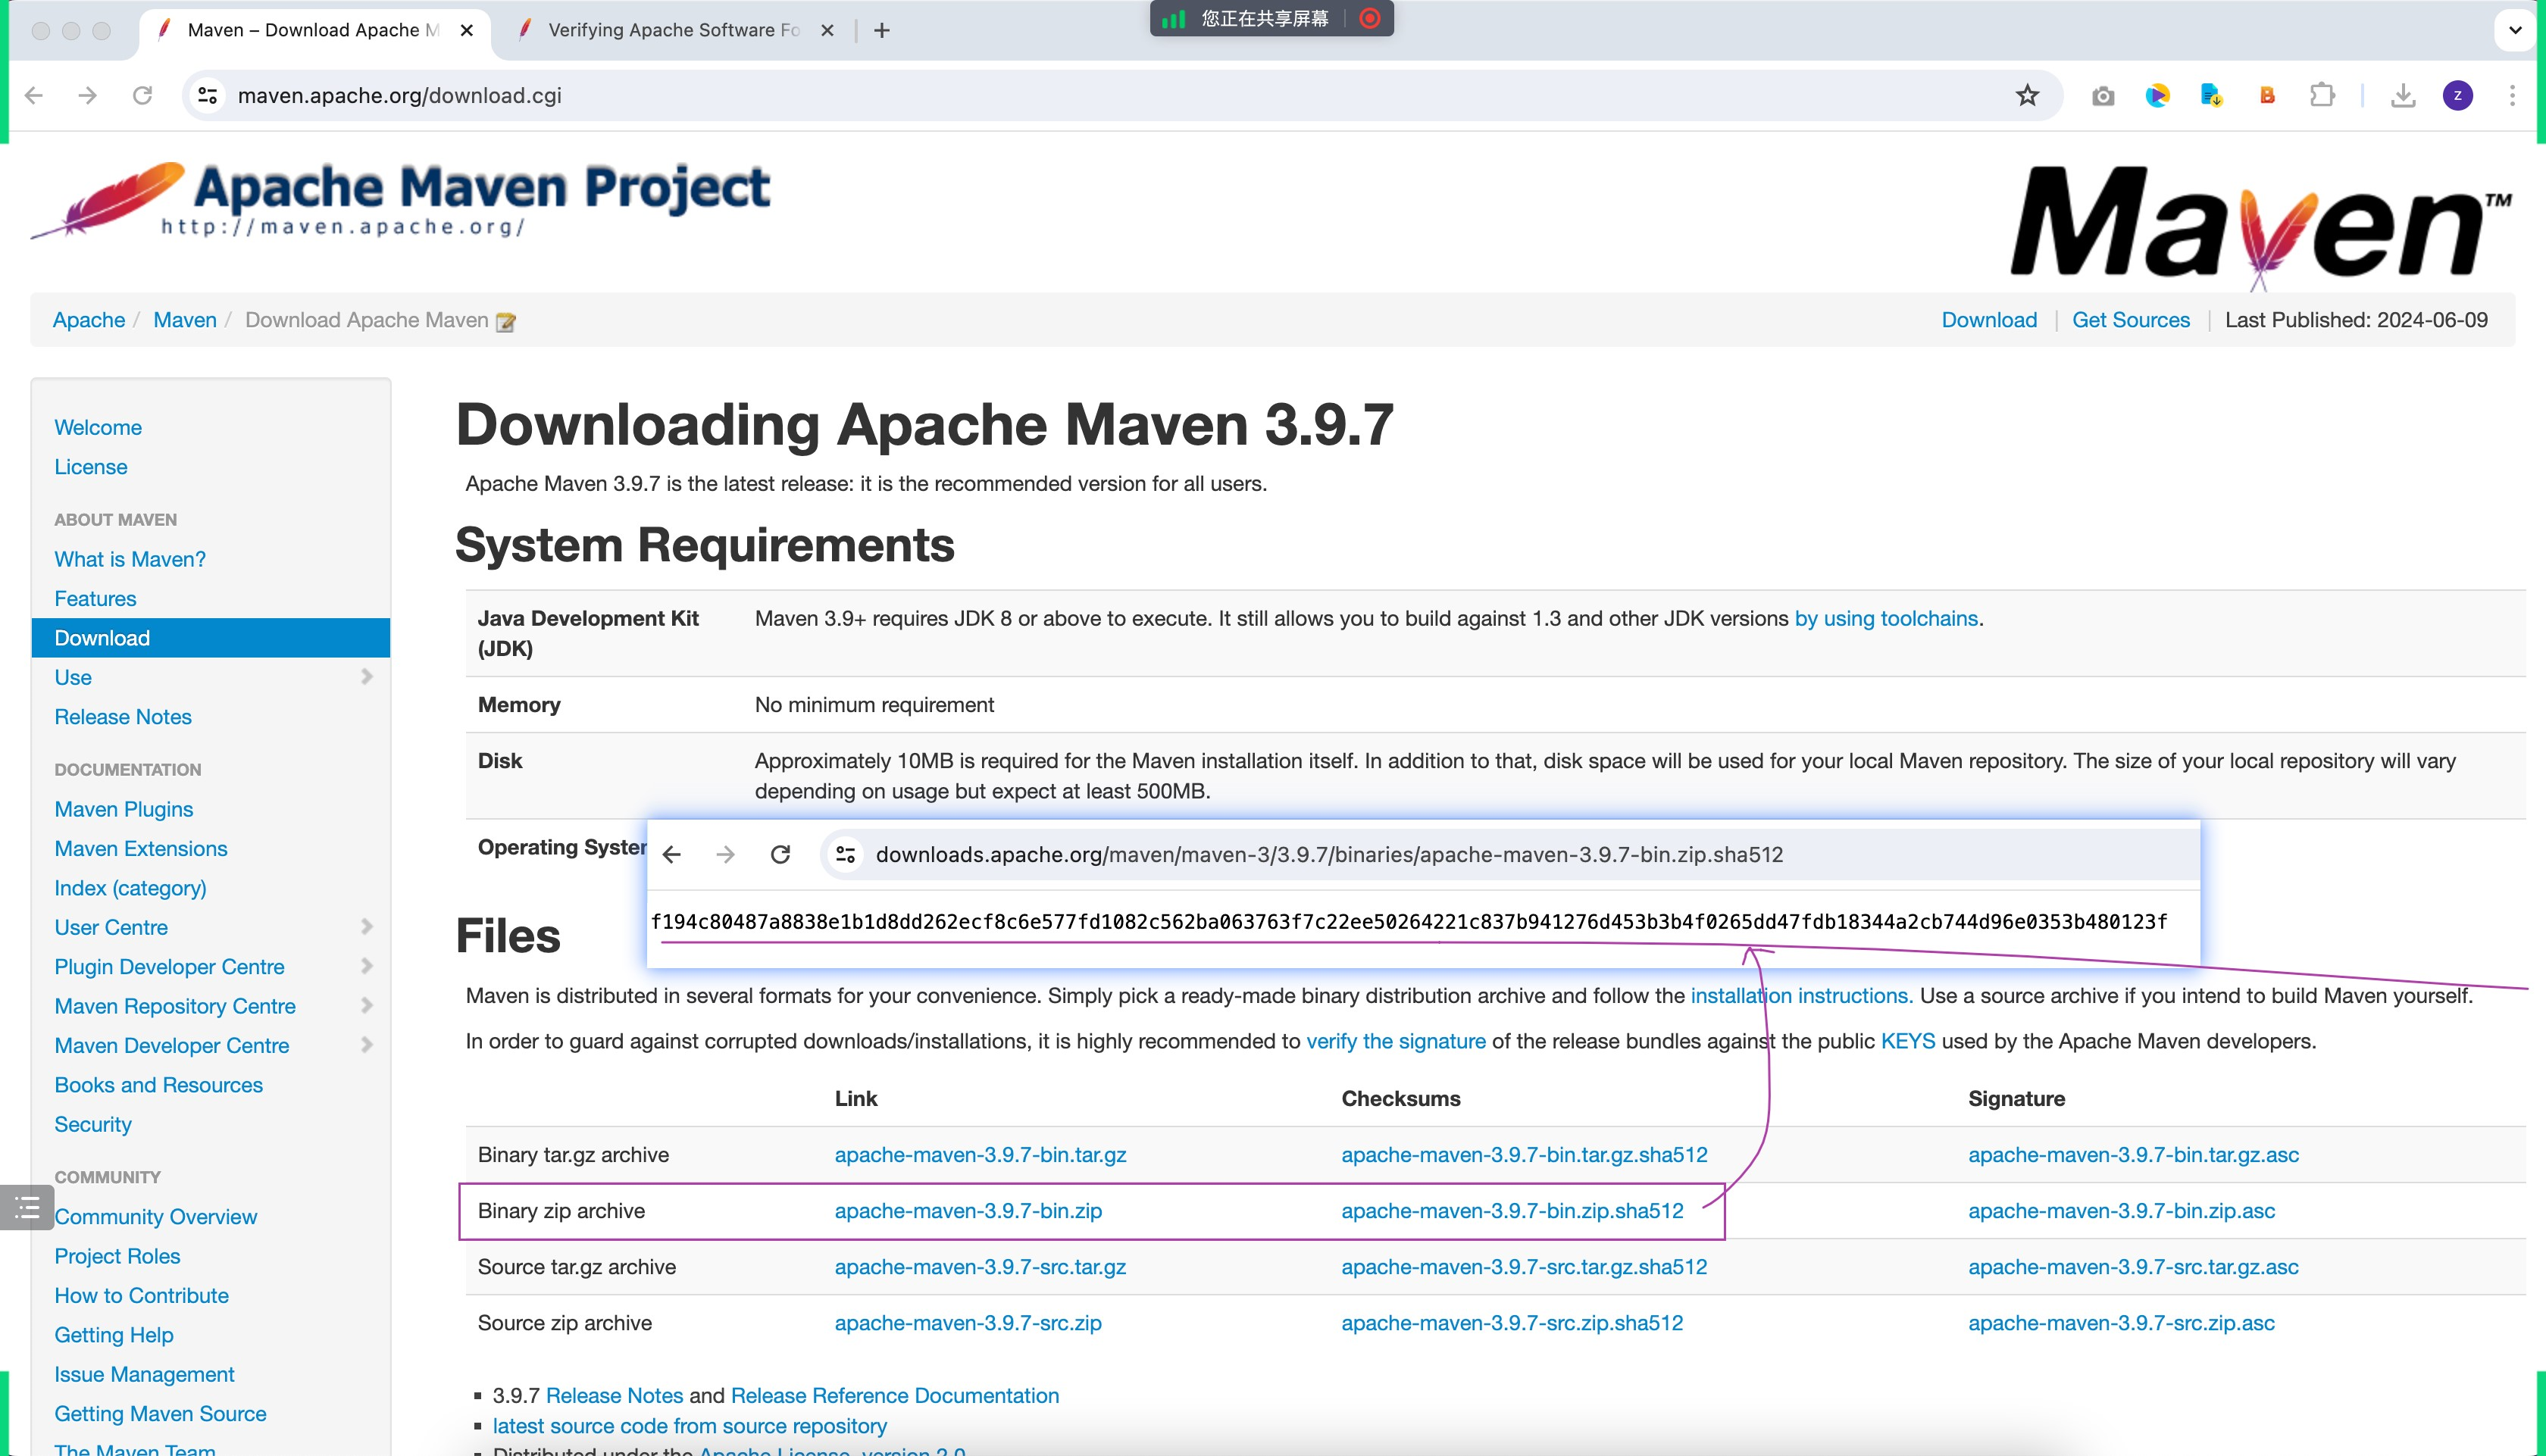 Maven – Download Apache M
Verifying Apache Software Fo
您正在共享屏幕
maven.apache.org/download.cgi
z
Apache Maven Project
http://maven.apache.org/
Maven™
Apache / Maven / Download Apache Maven
Download | Get Sources | Last Published: 2024-06-09
Welcome
License
ABOUT MAVEN
What is Maven?
Features
Download
Use
Release Notes
DOCUMENTATION
Maven Plugins
Maven Extensions
Index (category)
User Centre
Plugin Developer Centre
Maven Repository Centre
Maven Developer Centre
Books and Resources
Security
COMMUNITY
Community Overview
Project Roles
How to Contribute
Getting Help
Issue Management
Getting Maven Source
The Maven Team
Downloading Apache Maven 3.9.7
Apache Maven 3.9.7 is the latest release: it is the recommended version for all users.
System Requirements
Java Development Kit (JDK)
Maven 3.9+ requires JDK 8 or above to execute. It still allows you to build against 1.3 and other JDK versions by using toolchains.
Memory
No minimum requirement
Disk
Approximately 10MB is required for the Maven installation itself. In addition to that, disk space will be used for your local Maven repository. The size of your local repository will vary
depending on usage but expect at least 500MB.
Operating System
downloads.apache.org/maven/maven-3/3.9.7/binaries/apache-maven-3.9.7-bin.zip.sha512
f194c80487a8838e1b1d8dd262ecf8c6e577fd1082c562ba063763f7c22ee50264221c837b941276d453b3b4f0265dd47fdb18344a2cb744d96e0353b480123f
Files
Maven is distributed in several formats for your convenience. Simply pick a ready-made binary distribution archive and follow the installation instructions. Use a source archive if you intend to build Maven yourself.
In order to guard against corrupted downloads/installations, it is highly recommended to verify the signature of the release bundles against the public KEYS used by the Apache Maven developers.
Link Checksums Signature
Binary tar.gz archive apache-maven-3.9.7-bin.tar.gz apache-maven-3.9.7-bin.tar.gz.sha512 apache-maven-3.9.7-bin.tar.gz.asc
Binary zip archive apache-maven-3.9.7-bin.zip apache-maven-3.9.7-bin.zip.sha512 apache-maven-3.9.7-bin.zip.asc
Source tar.gz archive apache-maven-3.9.7-src.tar.gz apache-maven-3.9.7-src.tar.gz.sha512 apache-maven-3.9.7-src.tar.gz.asc
Source zip archive apache-maven-3.9.7-src.zip apache-maven-3.9.7-src.zip.sha512 apache-maven-3.9.7-src.zip.asc
3.9.7 Release Notes and Release Reference Documentation
latest source code from source repository
Distributed under the Apache License, version 2.0